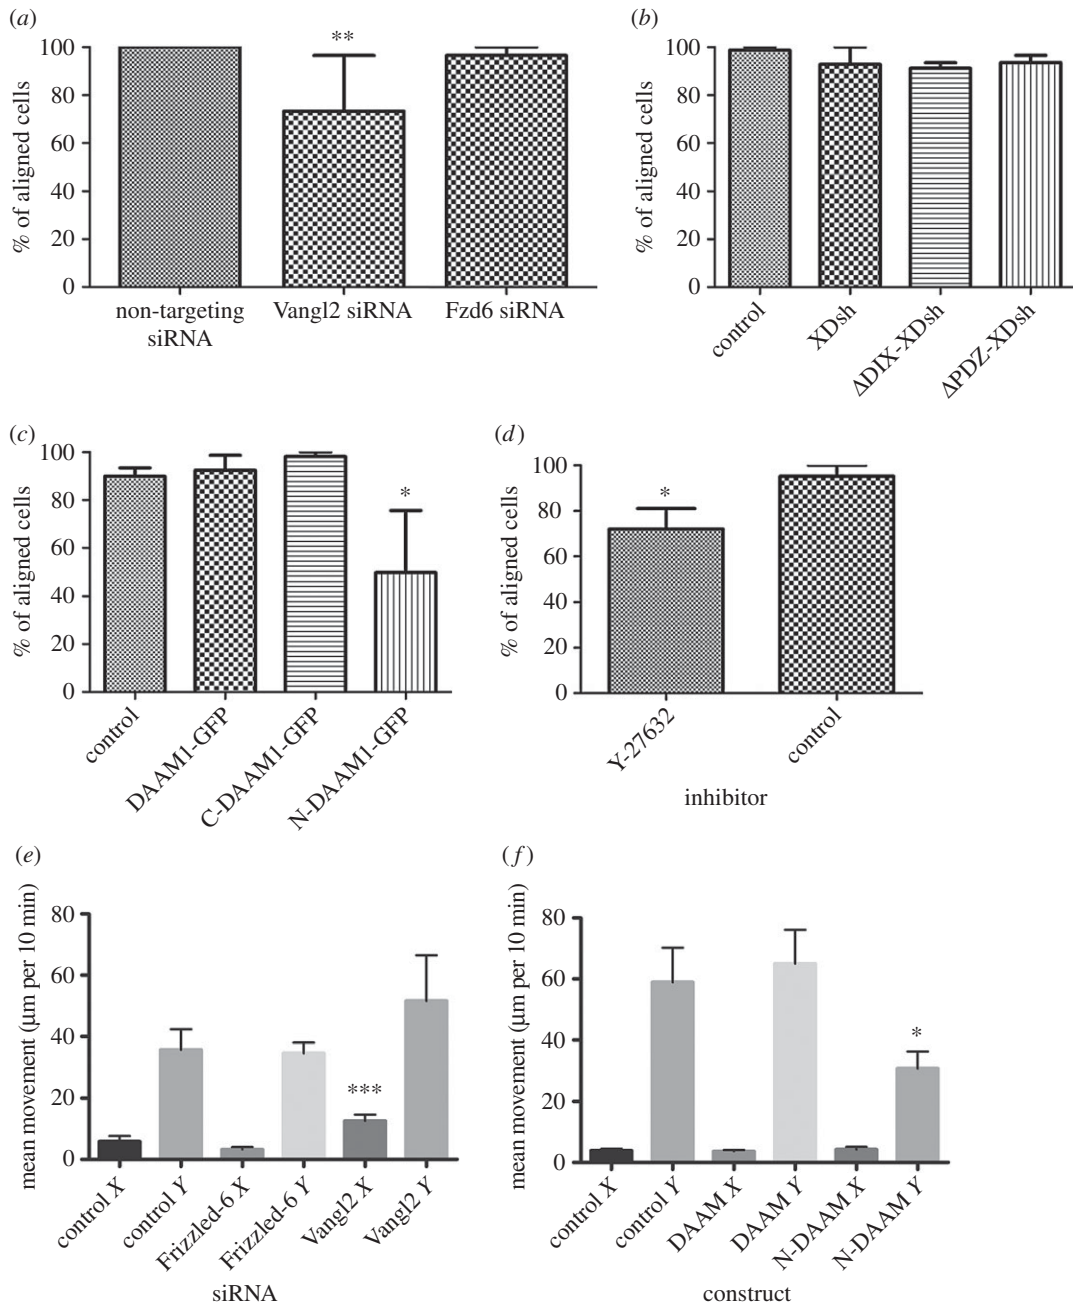 (a)
% of aligned cells
100
80
60
40
20
0
**
non-targeting
siRNA
Vangl2 siRNA
Fzd6 siRNA
(b)
% of aligned cells
100
80
60
40
20
0
control
XDsh
ΔDIX-XDsh
ΔPDZ-XDsh
(c)
% of aligned cells
100
80
60
40
20
0
*
control
DAAM1-GFP
C-DAAM1-GFP
N-DAAM1-GFP
(d)
% of aligned cells
100
80
60
40
20
0
*
Y-27632
control
inhibitor
(e)
mean movement (µm per 10 min)
80
60
40
20
0
***
control X
control Y
Frizzled-6 X
Frizzled-6 Y
Vangl2 X
Vangl2 Y
siRNA
(f)
mean movement (µm per 10 min)
80
60
40
20
0
*
control X
control Y
DAAM X
DAAM Y
N-DAAM X
N-DAAM Y
construct